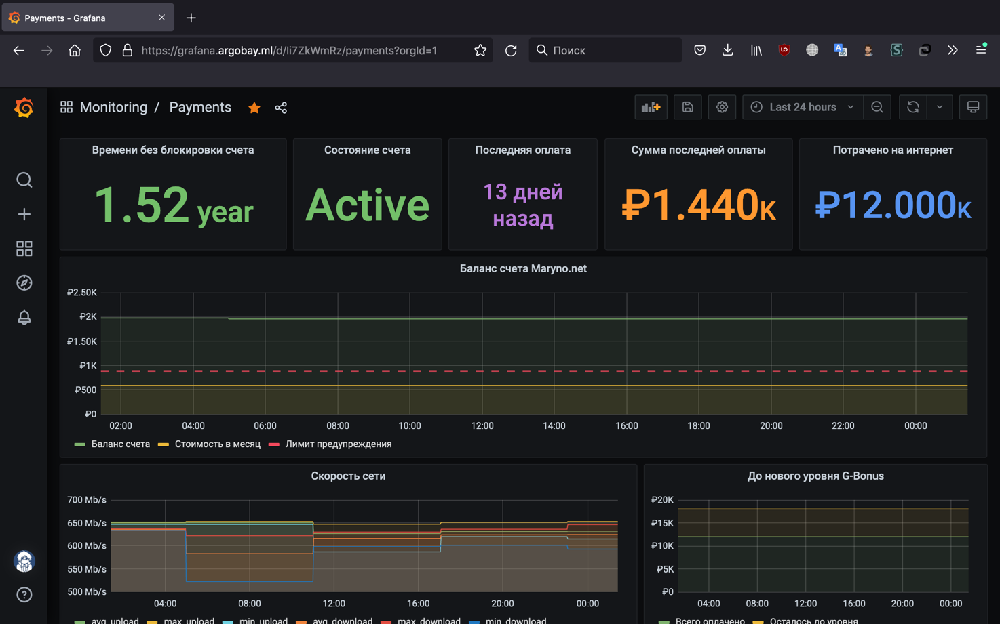 Payments - Grafana
https://grafana.argobay.ml/d/Ii7ZkWmRz/payments?orgId=1
Поиск
Monitoring / Payments
Last 24 hours
Времени без блокировки счета
1.52 year
Состояние счета
Active
Последняя оплата
13 дней
назад
Сумма последней оплаты
₽1.440K
Потрачено на интернет
₽12.000K
Баланс счета Maryno.net
₽2.50K
₽2K
₽1.50K
₽1K
₽500
₽0
02:00 04:00 06:00 08:00 10:00 12:00 14:00 16:00 18:00 20:00 22:00 00:00
Баланс счета Стоимость в месяц Лимит предупреждения
Скорость сети
700 Mb/s
650 Mb/s
600 Mb/s
550 Mb/s
500 Mb/s
04:00 08:00 12:00 16:00 20:00 00:00
avg_upload max_upload min_upload avg_download max_download min_download
До нового уровня G-Bonus
₽20K
₽15K
₽10K
₽5K
₽0
04:00 08:00 12:00 16:00 20:00 00:00
Всего оплачено Осталось до уровня